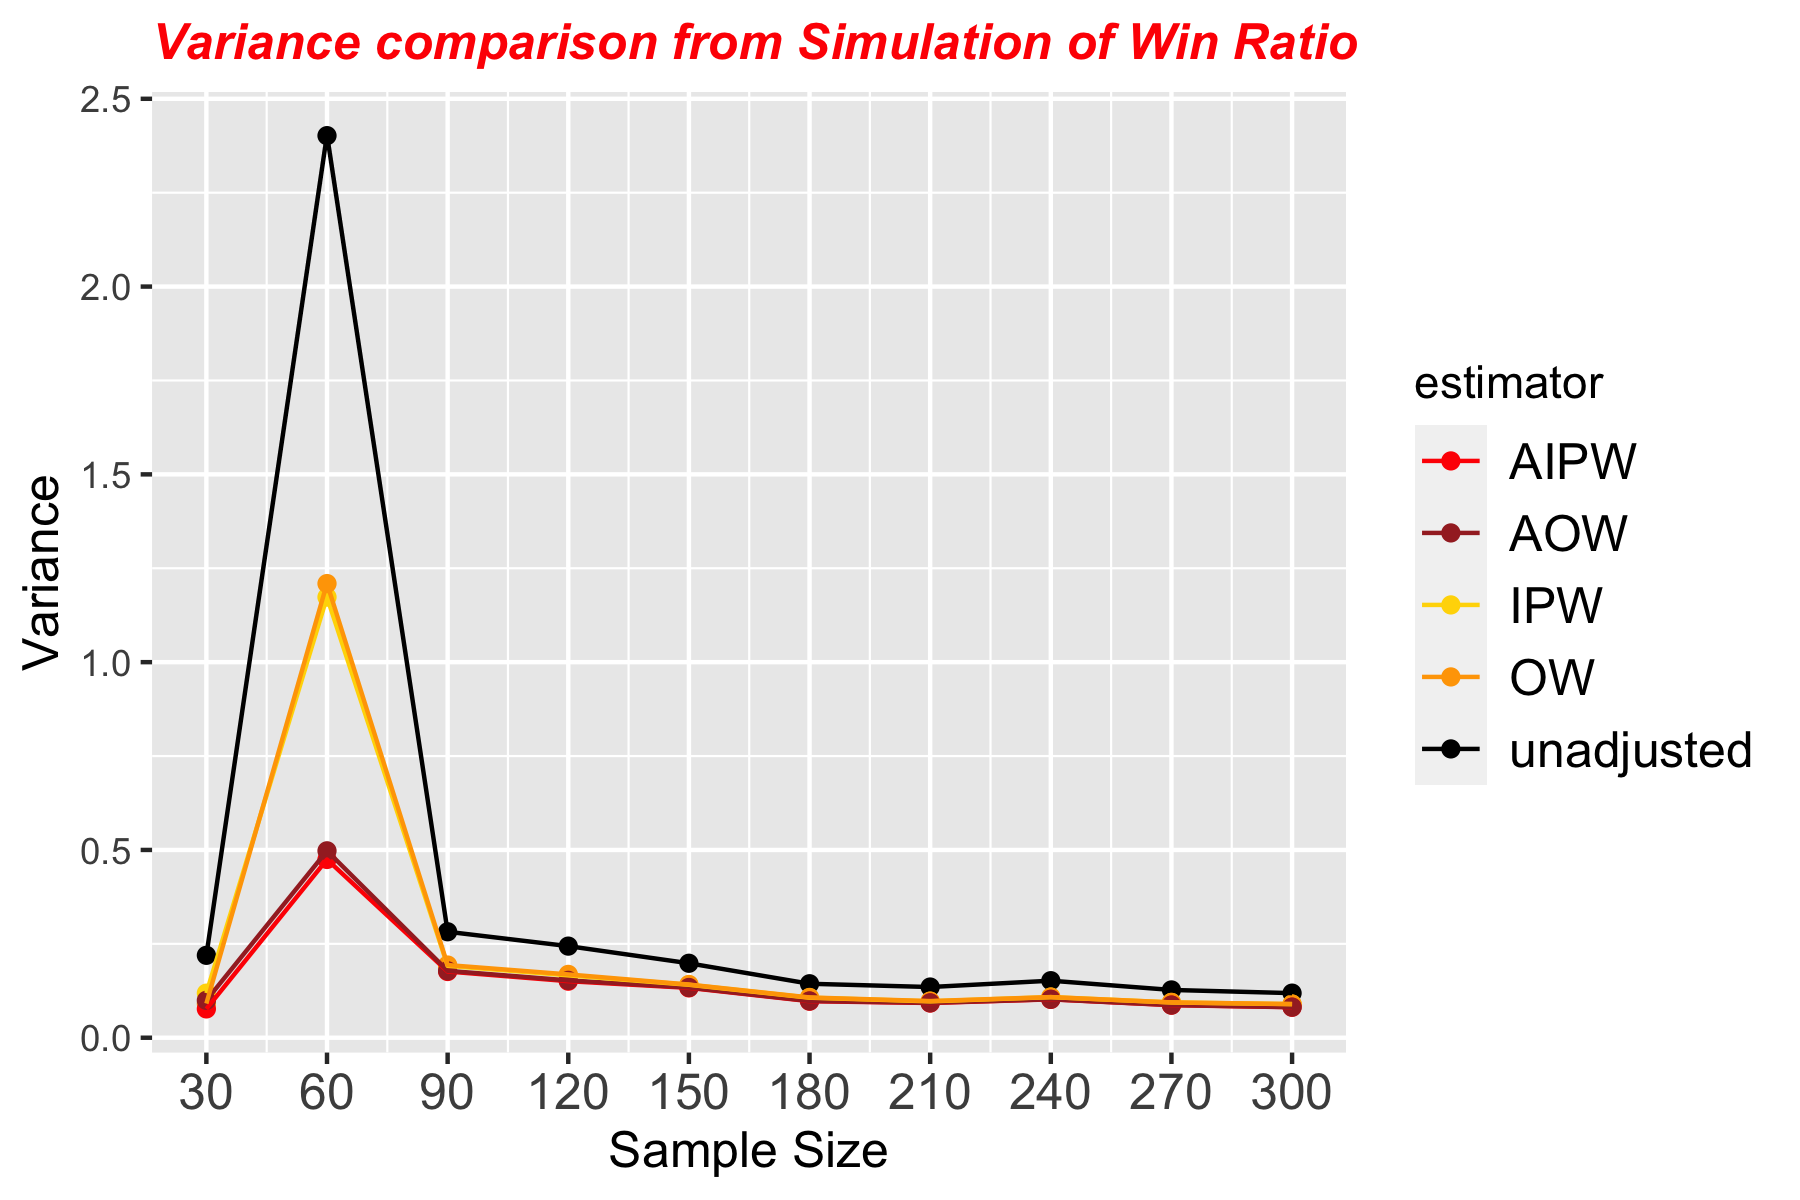 Variance comparison from Simulation of Win Ratio
2.5
2.0
1.5
1.0
0.5
0.0
Variance
30 60 90 120 150 180 210 240 270 300
Sample Size
estimator
AIPW
AOW
IPW
OW
unadjusted